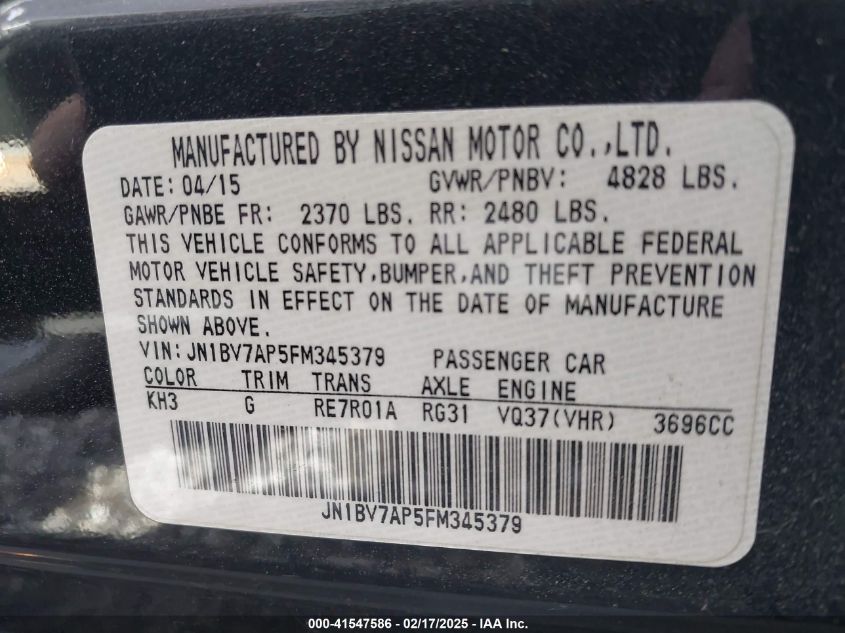 MANUFACTURED BY NISSAN MOTOR CO.,LTD.
DATE: 04/15 GVWR/PNBV: 4828 LBS.
GAWR/PNBE FR: 2370 LBS. RR: 2480 LBS.
THIS VEHICLE CONFORMS TO ALL APPLICABLE FEDERAL
MOTOR VEHICLE SAFETY,BUMPER,AND THEFT PREVENTION
STANDARDS IN EFFECT ON THE DATE OF MANUFACTURE
SHOWN ABOVE.
VIN:JN1BV7AP5FM345379 PASSENGER CAR
COLOR TRIM TRANS AXLE ENGINE
KH3 G RE7R01A RG31 VQ37(VHR) 3696CC
JN1BV7AP5FM345379
000-41547586 - 02/17/2025 - IAA Inc.